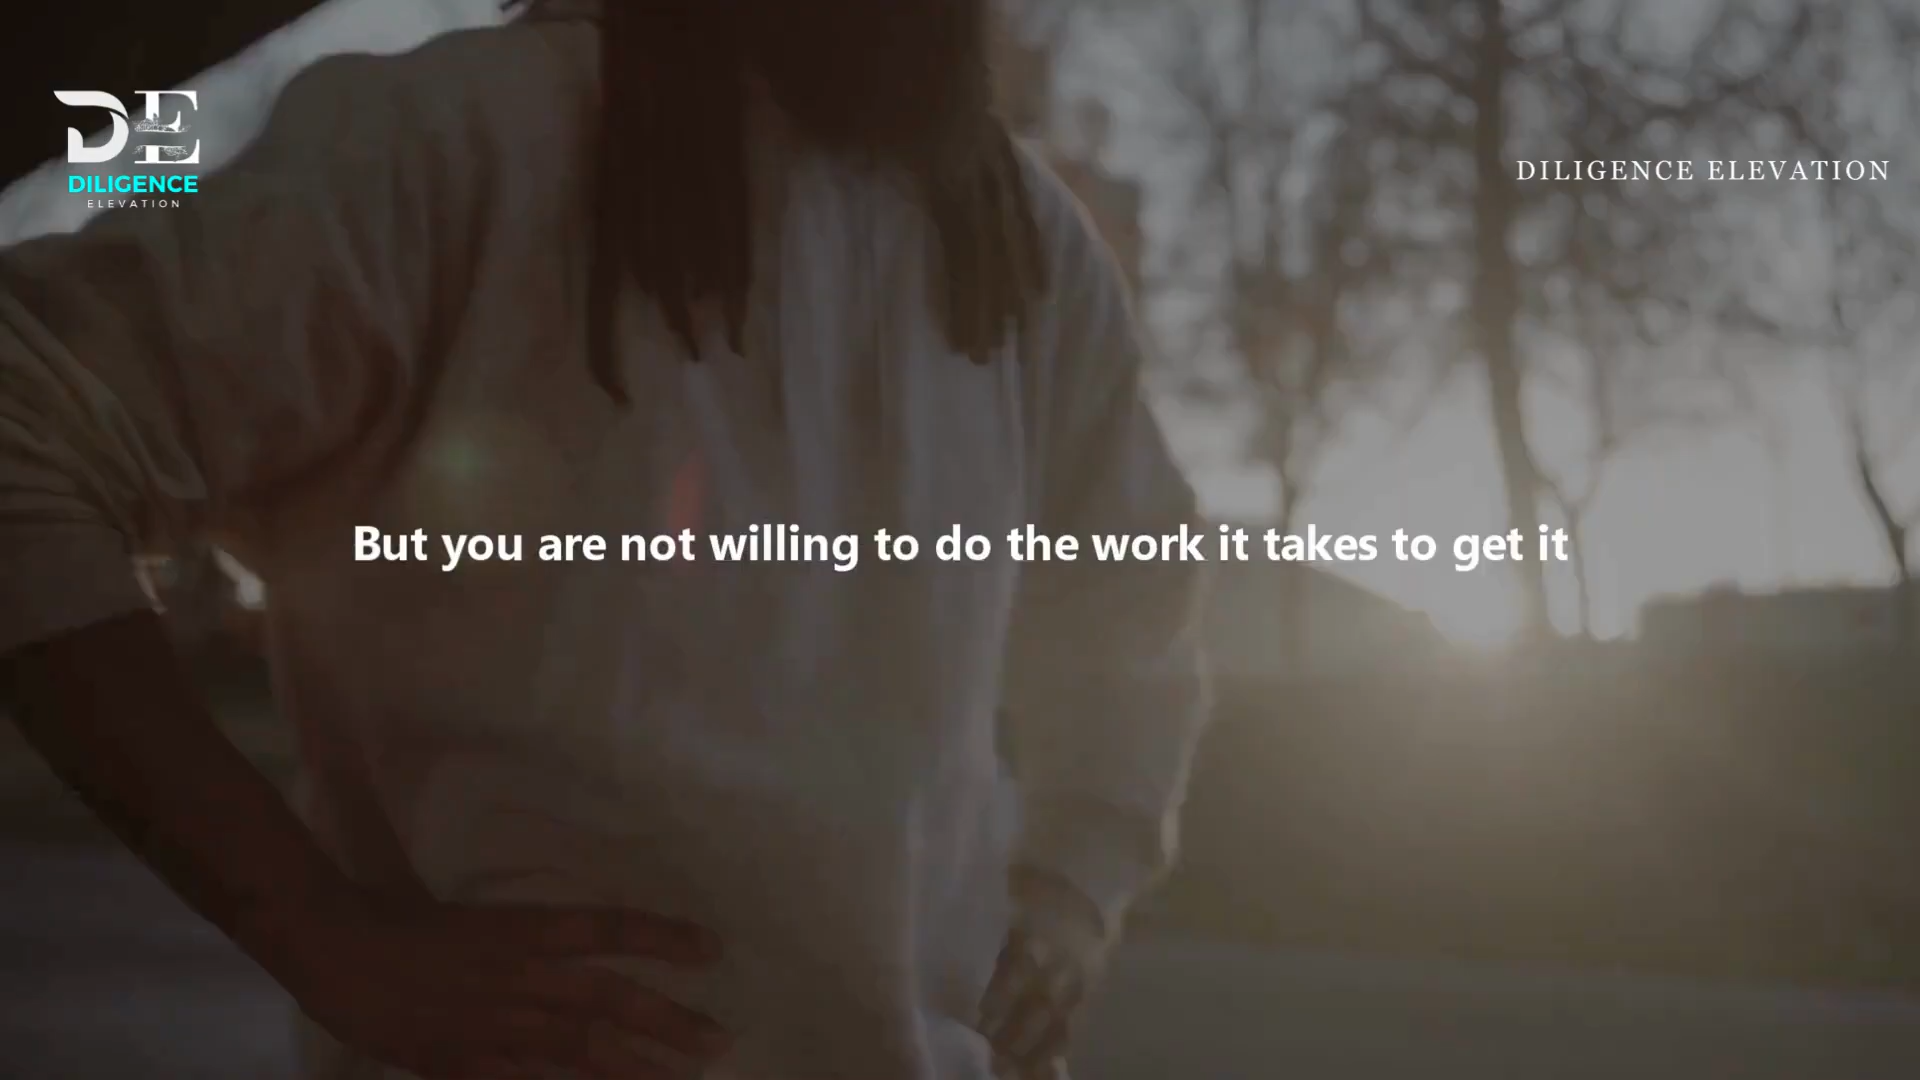 DE
DILIGENCE
ELEVATION
DILIGENCE ELEVATION
But you are not willing to do the work it takes to get it